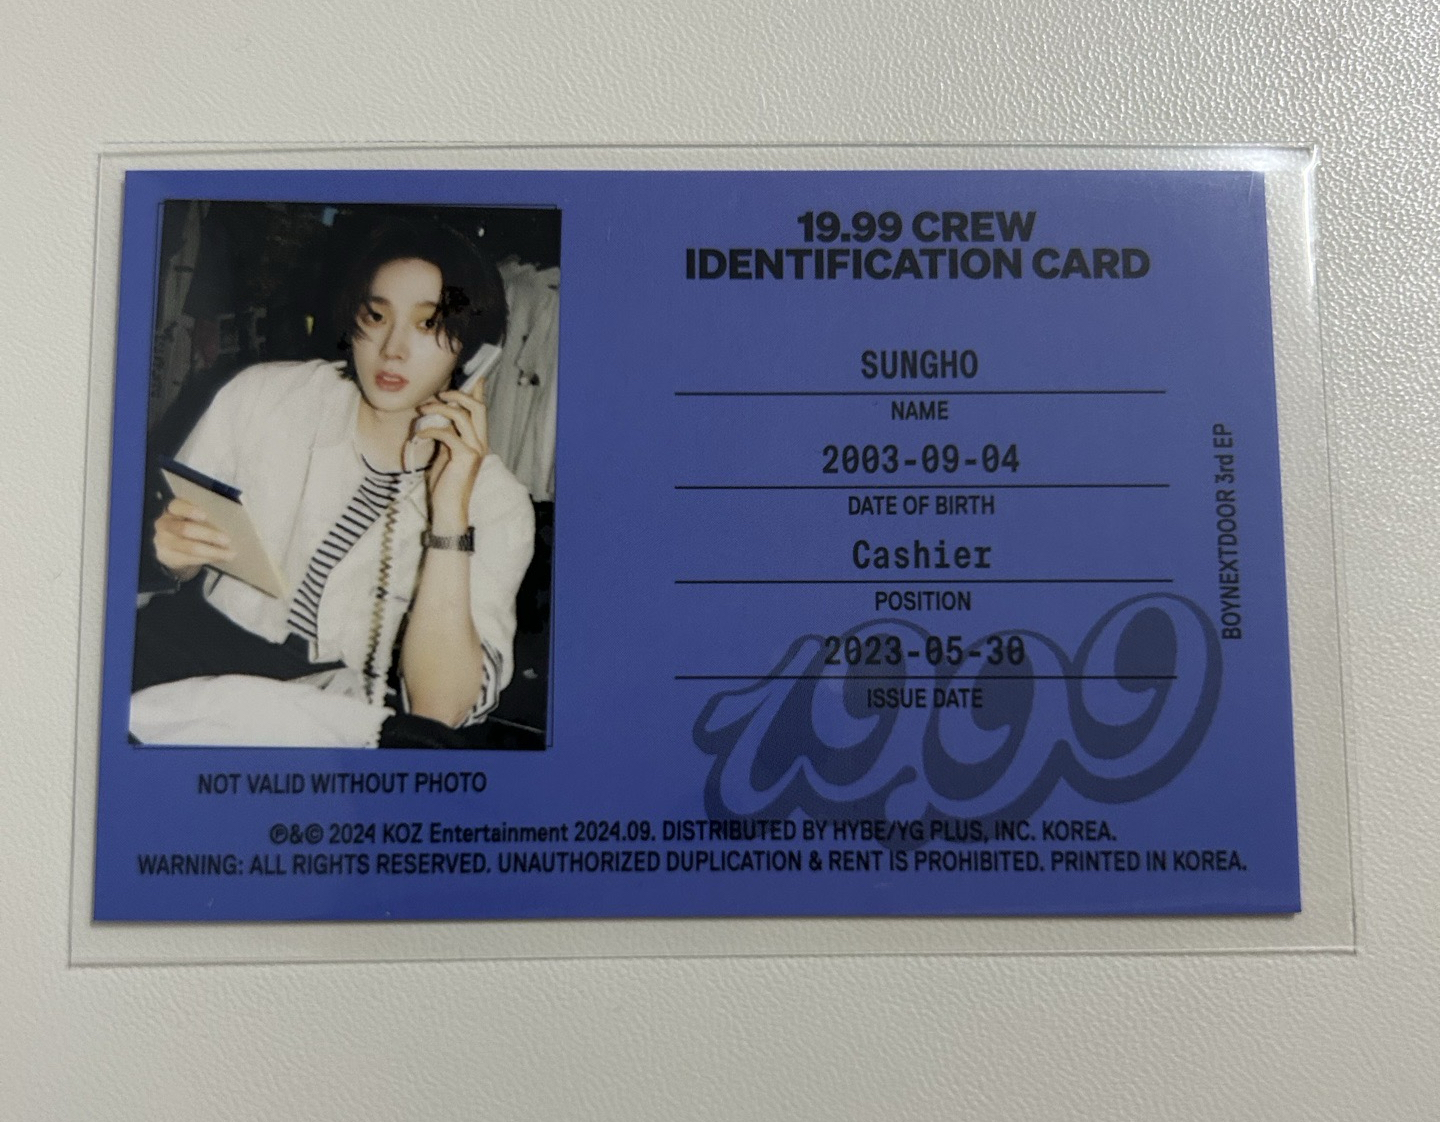 19.99 CREW
IDENTIFICATION CARD
SUNGHO
NAME
2003-09-04
DATE OF BIRTH
Cashier
POSITION
2023-05-30
ISSUE DATE
19.99
BOYNEXTDOOR 3rd EP
NOT VALID WITHOUT PHOTO
℗&© 2024 KOZ Entertainment 2024.09. DISTRIBUTED BY HYBE/YG PLUS, INC. KOREA.
WARNING: ALL RIGHTS RESERVED. UNAUTHORIZED DUPLICATION & RENT IS PROHIBITED. PRINTED IN KOREA.